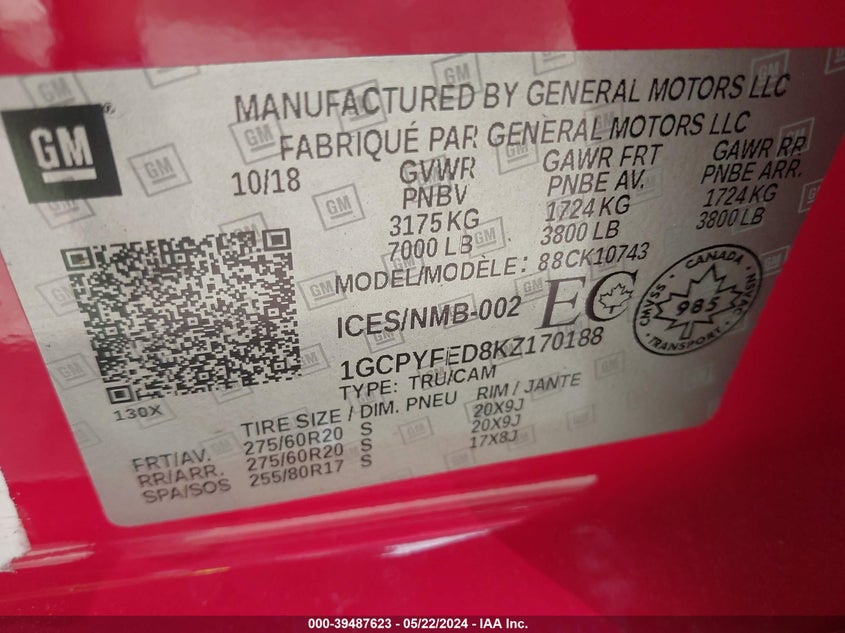 GM
MANUFACTURED BY GENERAL MOTORS LLC
FABRIQUÉ PAR GENERAL MOTORS LLC
10/18 GVWR GAWR FRT GAWR RR
PNBV PNBE AV. PNBE ARR.
3175 KG 1724 KG 1724 KG
7000 LB 3800 LB 3800 LB
MODEL/MODÈLE: 88CK10743
ICES/NMB-002 EC
CANADA
CMVSS 985 NSVAC
1GCPYFED8KZ170188
TYPE: TRU/CAM
130X
TIRE SIZE / DIM. PNEU RIM / JANTE
FRT/AV. 275/60R20 S 20X9J
RR/ARR. 275/60R20 S 20X9J
SPA/SOS 255/80R17 S 17X8J
000-39487623 - 05/22/2024 - IAA Inc.